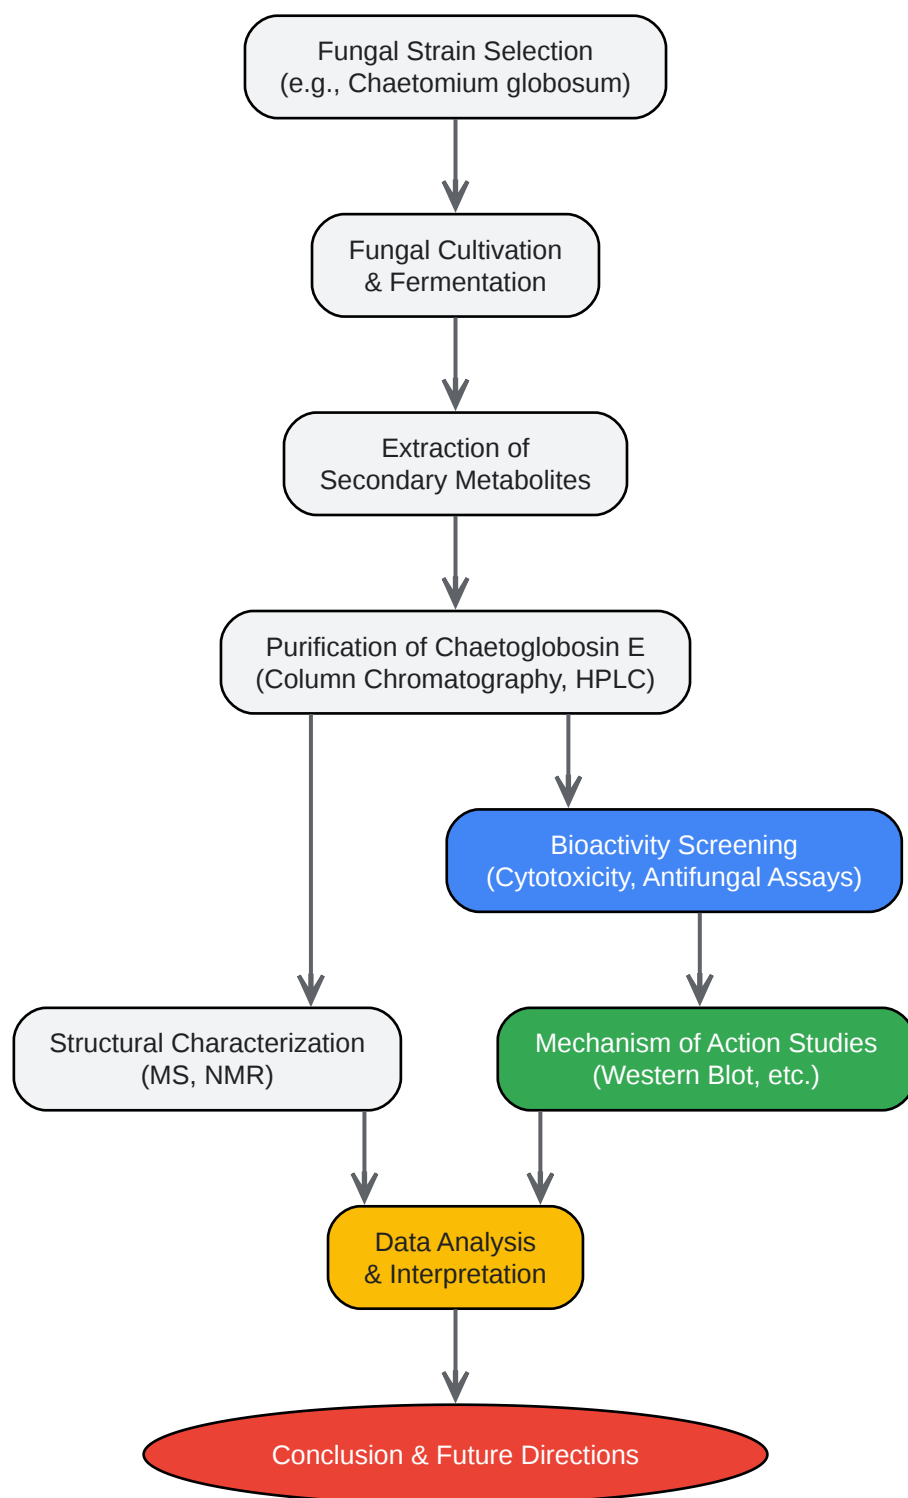 Fungal Strain Selection
(e.g., Chaetomium globosum)
Fungal Cultivation
& Fermentation
Extraction of
Secondary Metabolites
Purification of Chaetoglobosin E
(Column Chromatography, HPLC)
Bioactivity Screening
(Cytotoxicity, Antifungal Assays)
Structural Characterization
(MS, NMR)
Mechanism of Action Studies
(Western Blot, etc.)
Data Analysis
& Interpretation
Conclusion & Future Directions